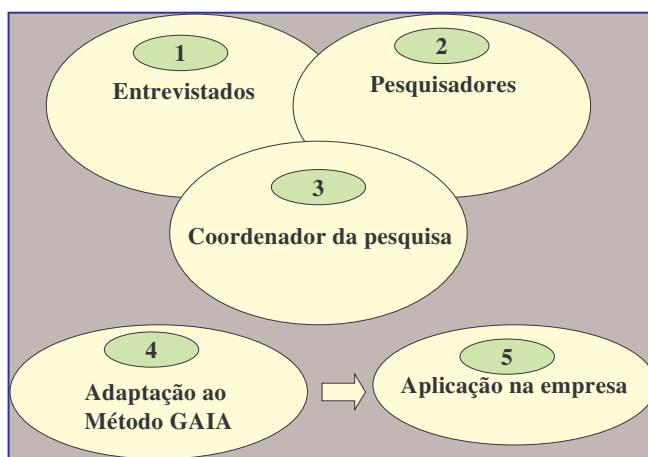 1
Entrevistados
2
Pesquisadores
3
Coordenador da pesquisa
4
Adaptação ao
Método GAIA
5
Aplicação na empresa